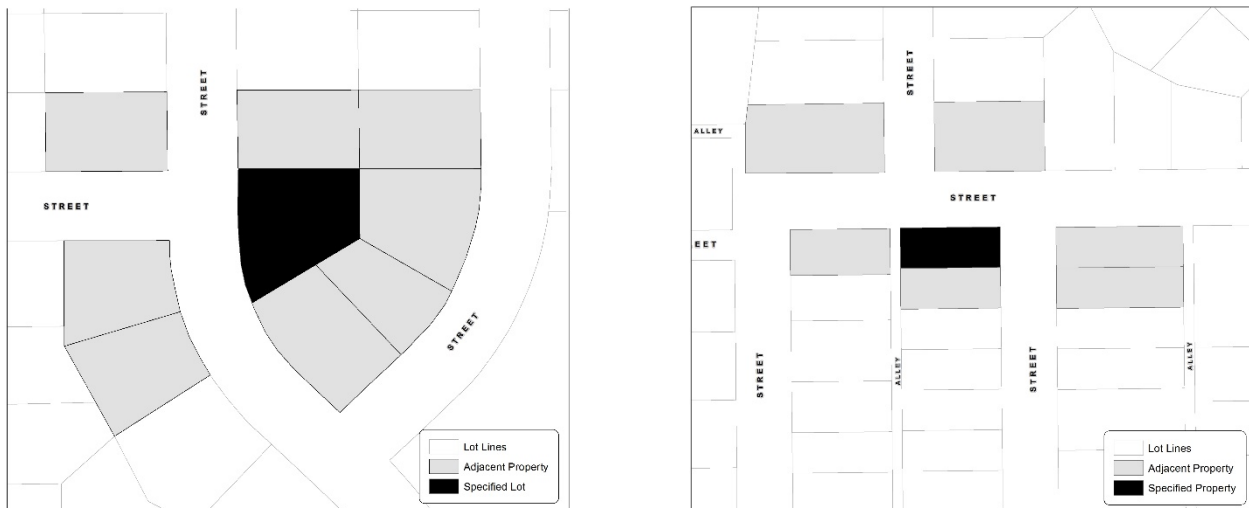 STREET
STREET
STREET
Lot Lines
Adjacent Property
Specified Lot
STREET
ALLEY
STREET
EET
STREET
ALLEY
STREET
ALLEY
Lot Lines
Adjacent Property
Specified Property